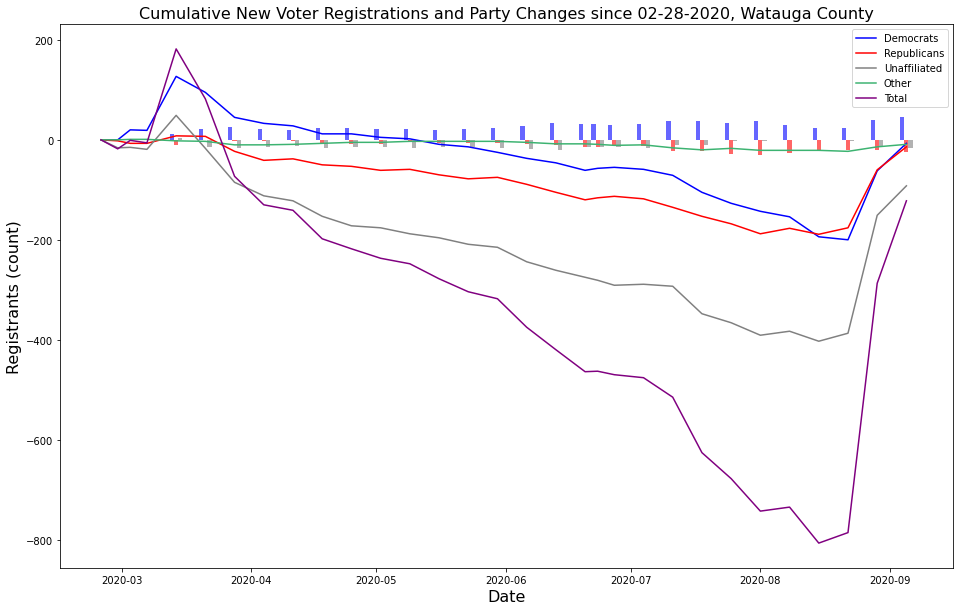 Cumulative New Voter Registrations and Party Changes since 02-28-2020, Watauga County
Democrats
Republicans
Unaffiliated
Other
Total
Registrants (count)
200
0
−200
−400
−600
−800
2020-03 2020-04 2020-05 2020-06 2020-07 2020-08 2020-09
Date